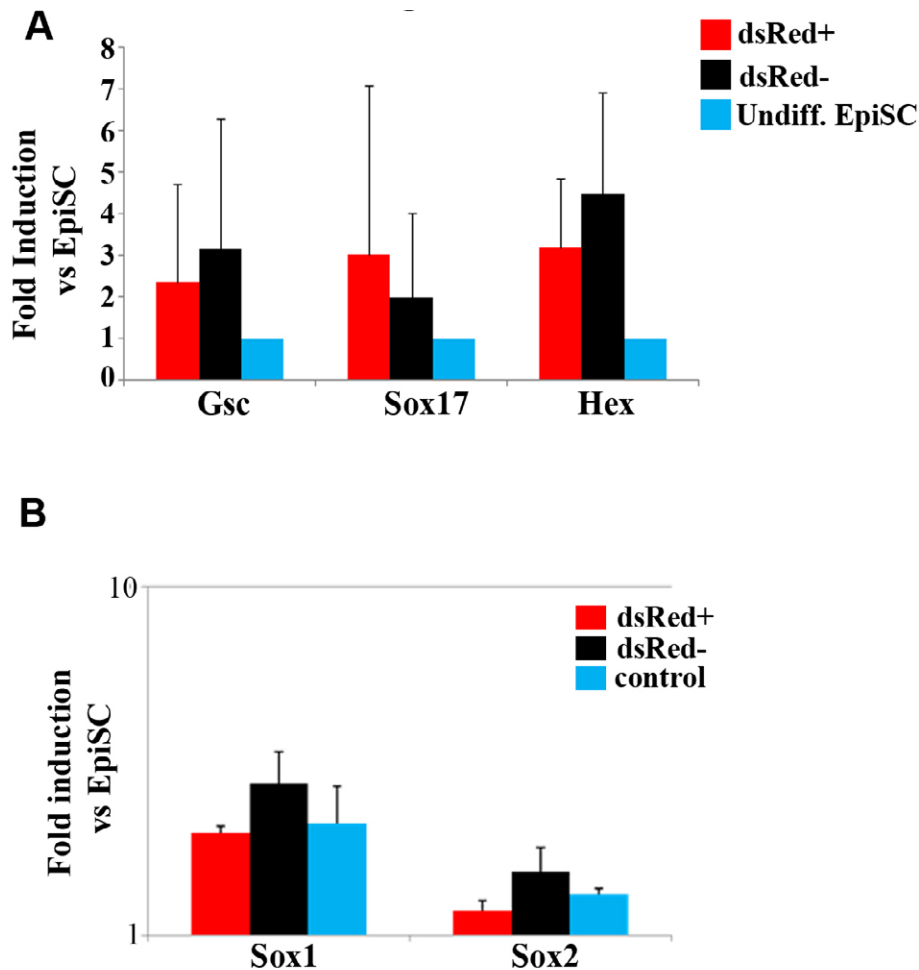 A
8
7
6
5
4
3
2
1
0
Fold Induction
vs EpiSC
dsRed+
dsRed-
Undiff. EpiSC
Gsc
Sox17
Hex
B
10
1
Fold induction
vs EpiSC
dsRed+
dsRed-
control
Sox1
Sox2